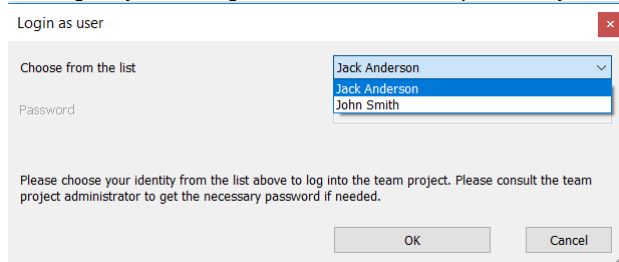 Login as user
Choose from the list
Jack Anderson
Jack Anderson
John Smith
Password
Please choose your identity from the list above to log into the team project. Please consult the team
project administrator to get the necessary password if needed.
OK
Cancel